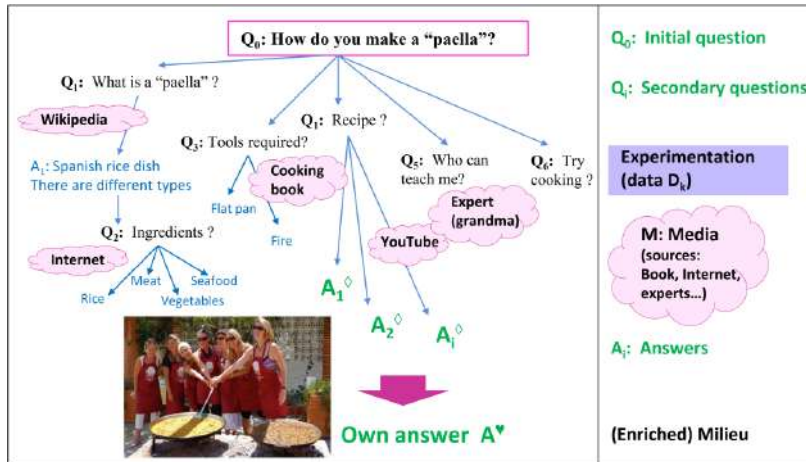 Q₀: How do you make a “paella”?
Q₁: What is a “paella” ?
Wikipedia
A₁: Spanish rice dish
There are different types
Q₂: Ingredients ?
Internet
Rice
Meat
Vegetables
Seafood
Q₃: Tools required?
Cooking
book
Flat pan
Fire
Q₁: Recipe ?
YouTube
A₁◊
A₂◊
Aᵢ◊
Q₅: Who can
teach me?
Expert
(grandma)
Q₆: Try
cooking ?
Own answer A♥
Q₀: Initial question
Qᵢ: Secondary questions
Experimentation
(data Dₖ)
M: Media
(sources:
Book, Internet,
experts...)
Aᵢ: Answers
(Enriched) Milieu